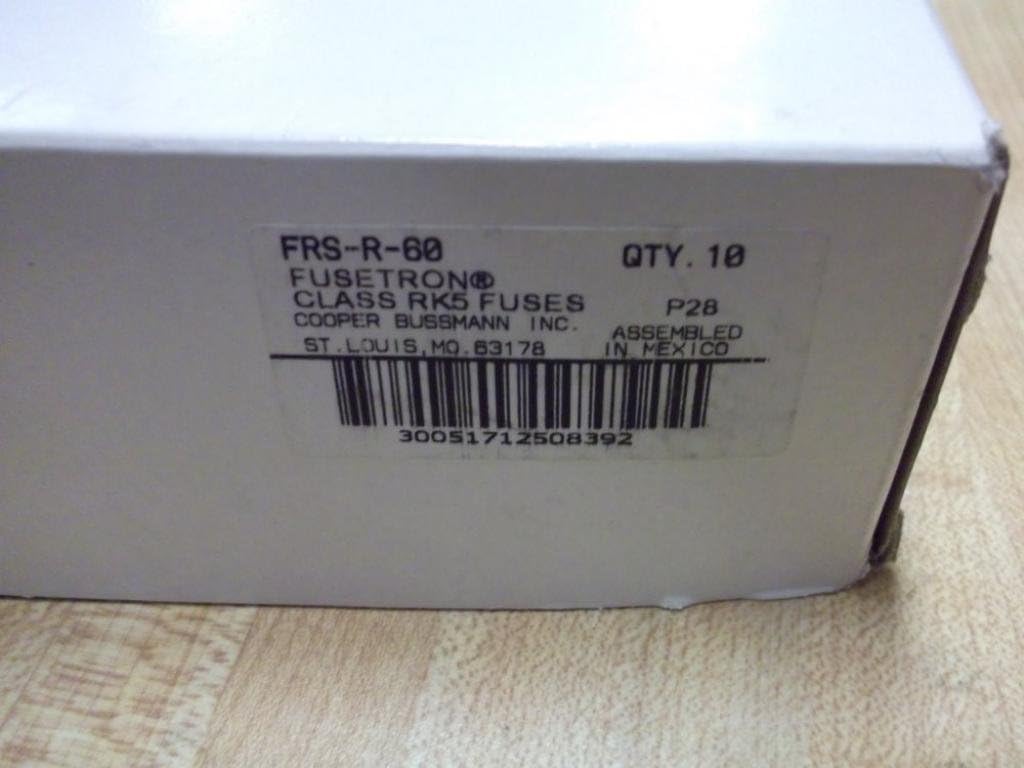 FRS-R-60 QTY. 10
FUSETRON®
CLASS RK5 FUSES P28
COOPER BUSSMANN INC. ASSEMBLED
ST.LOUIS,MO.63178 IN MEXICO
30051712508392